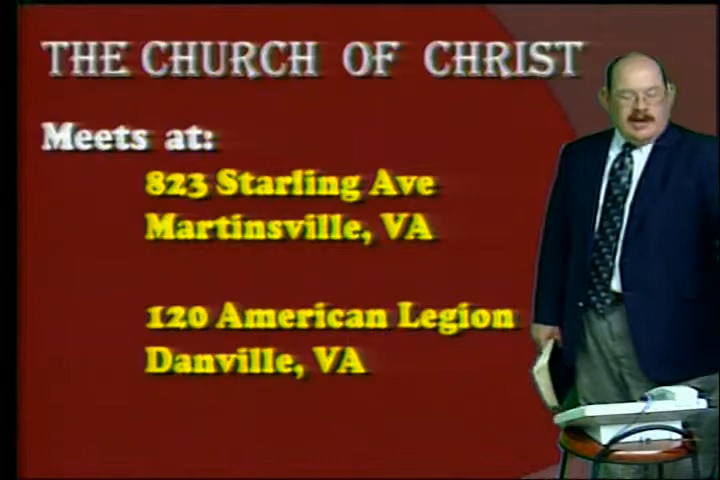 THE CHURCH OF CHRIST
Meets at:
823 Starling Ave
Martinsville, VA
120 American Legion
Danville, VA